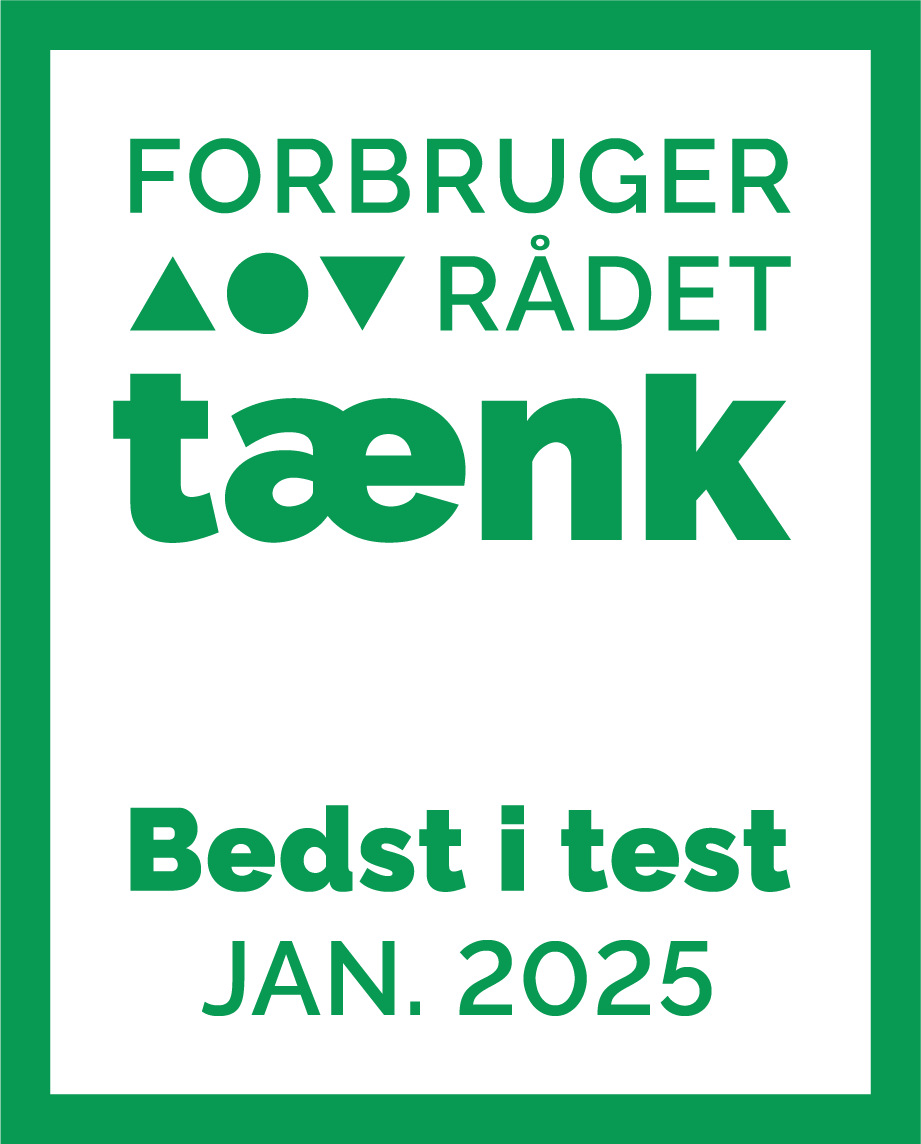 FORBRUGER
RÅDET
tænk
Bedst i test
JAN. 2025